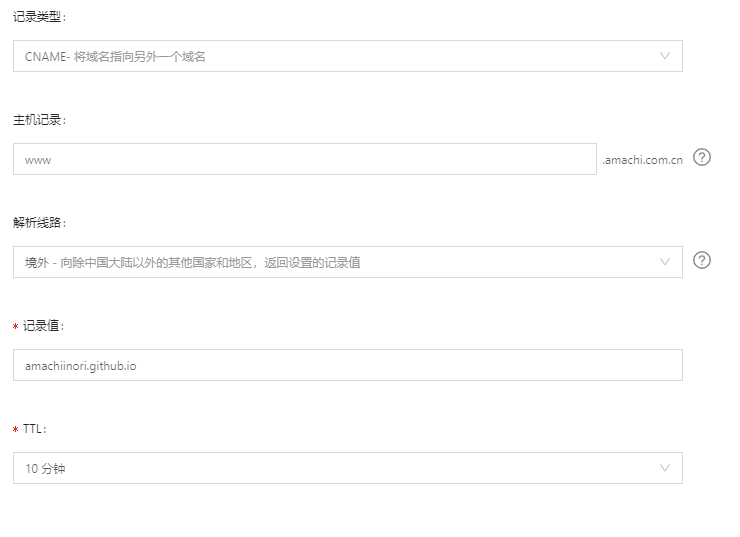 记录类型：
CNAME- 将域名指向另外一个域名
主机记录：
www .amachi.com.cn ?
解析线路：
境外 - 向除中国大陆以外的其他国家和地区，返回设置的记录值 ?
* 记录值：
amachiinori.github.io
* TTL：
10 分钟